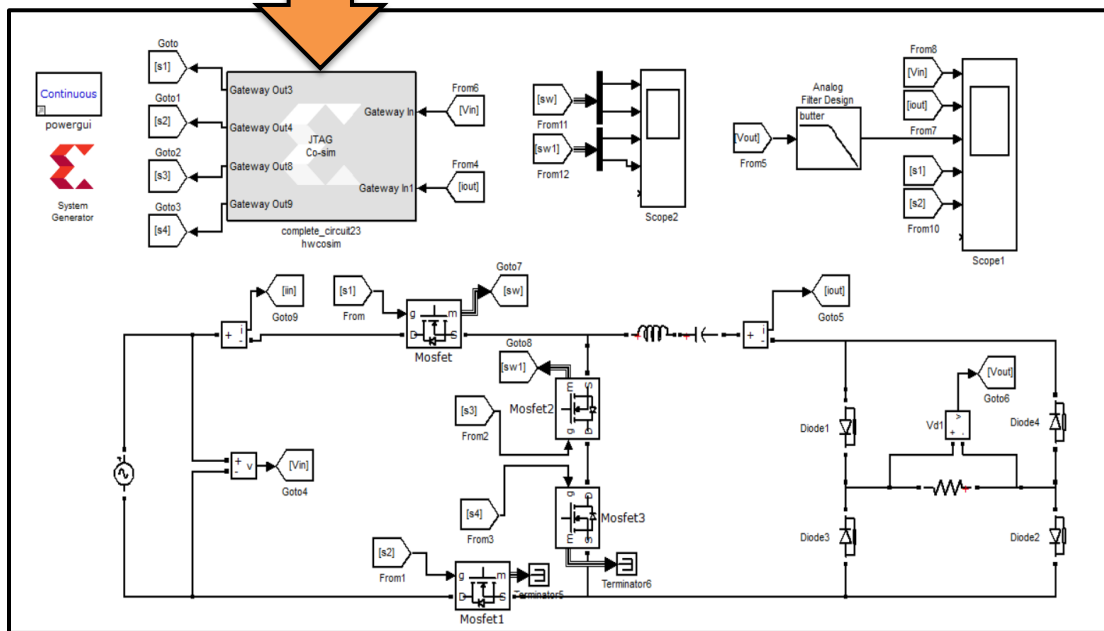 Continuous
powergui
System
Generator
Goto
[s1]
Goto1
[s2]
Goto2
[s3]
Goto3
[s4]
Gateway Out3
Gateway Out4
Gateway Out8
Gateway Out9
JTAG
Co-sim
Gateway In
Gateway In1
complete_circuit23
hwcosim
From6
[Vin]
From4
[iout]
[sw]
From11
[sw1]
From12
Scope2
[Vout]
From5
Analog
Filter Design
butter
From8
[Vin]
[iout]
From7
[s1]
[s2]
From10
Scope1
[iin]
Goto9
[s1]
From
g
m
D
S
Mosfet
Goto7
[sw]
Goto8
[sw1]
m
S
g
D
Mosfet2
[s3]
From2
[s4]
From3
g
Mosfet3
Terminator6
[s2]
From1
g
m
D
S
Mosfet1
Terminator5
+
-
i
+
-
v
[Vin]
Goto4
+
-
i
[iout]
Goto5
Diode1
Diode3
Vd1
+ -
[Vout]
Goto6
Diode4
Diode2